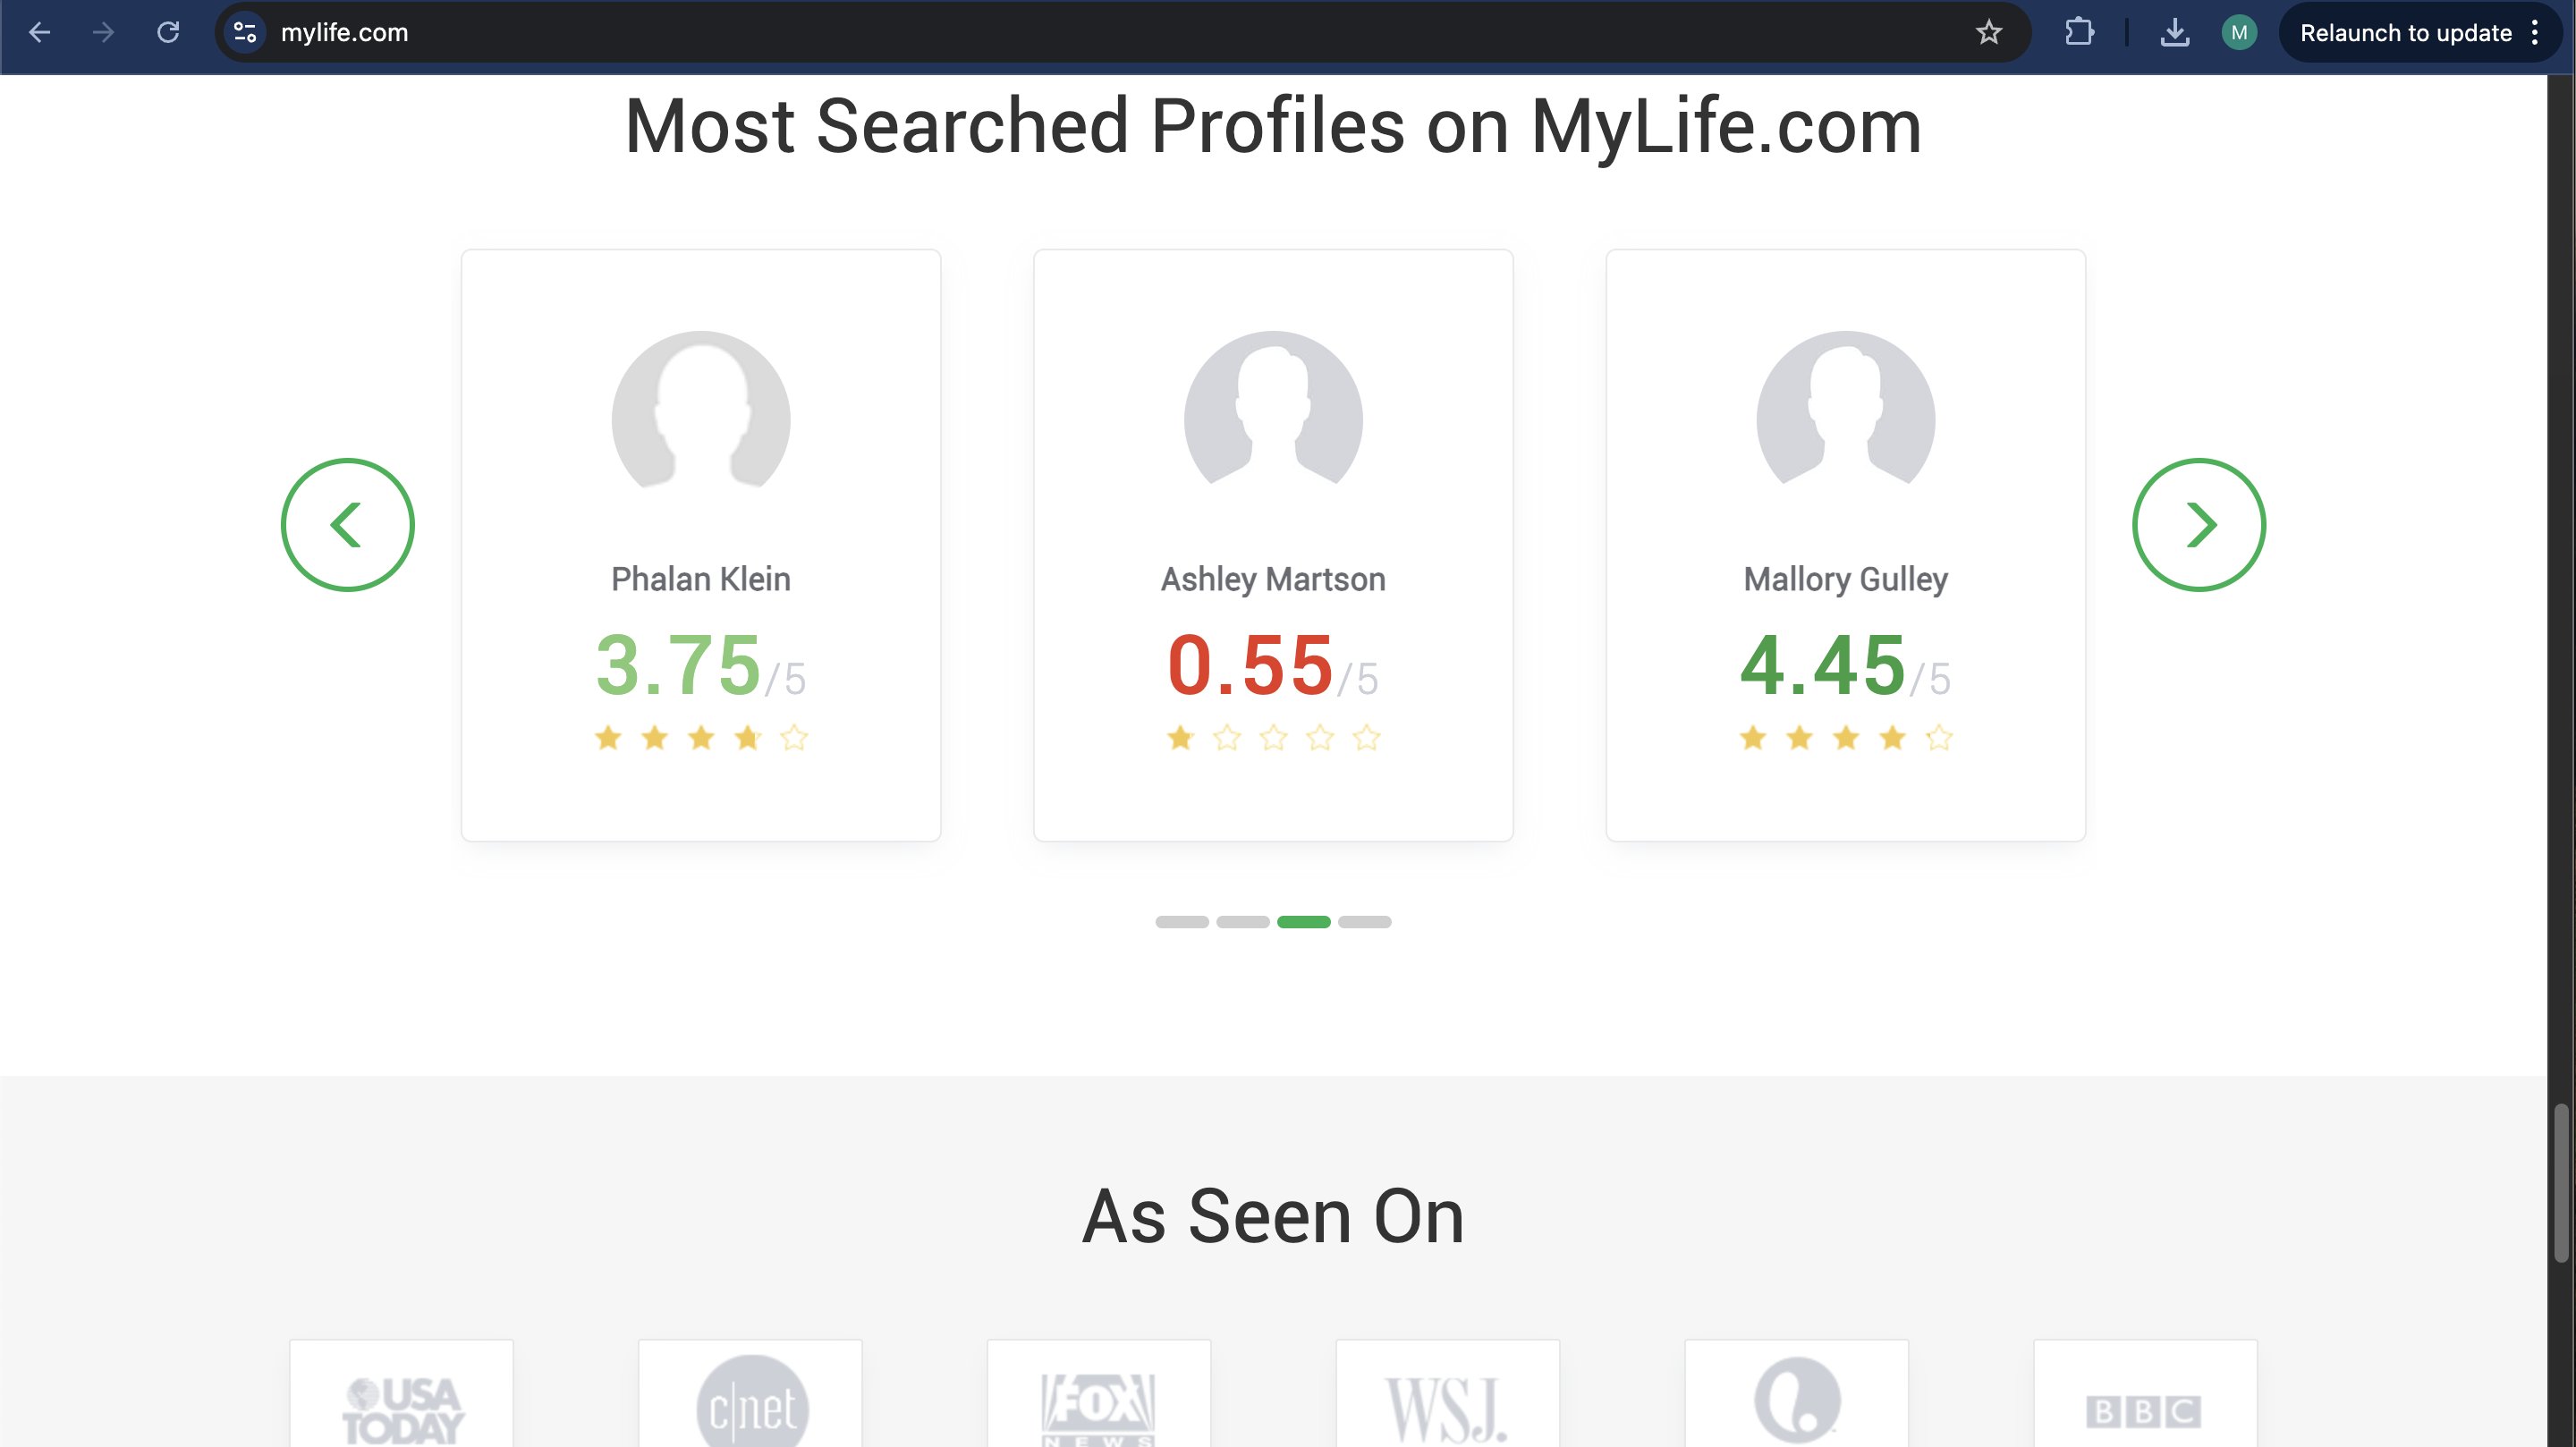 mylife.com
M
Relaunch to update
Most Searched Profiles on MyLife.com
Phalan Klein
3.75/5
Ashley Martson
0.55/5
Mallory Gulley
4.45/5
As Seen On
USA TODAY
c|net
FOX NEWS
WSJ.
BBC